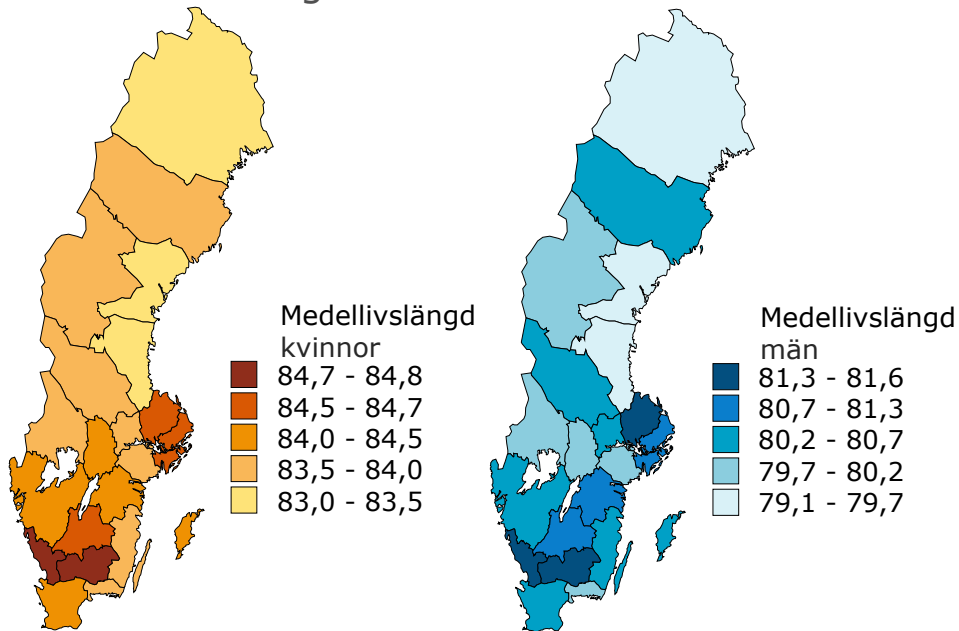 Medellivslängd
kvinnor
84,7 - 84,8
84,5 - 84,7
84,0 - 84,5
83,5 - 84,0
83,0 - 83,5
Medellivslängd
män
81,3 - 81,6
80,7 - 81,3
80,2 - 80,7
79,7 - 80,2
79,1 - 79,7